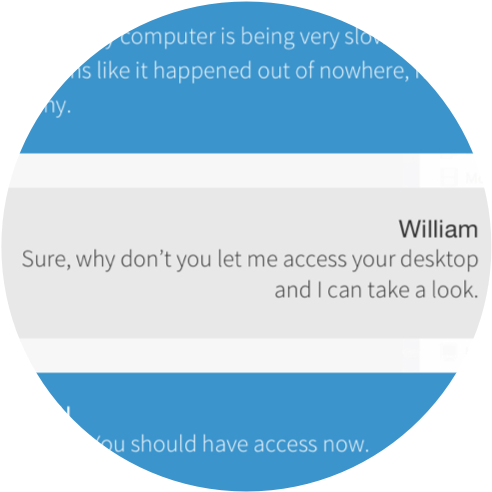 computer is being very
like it happened out of nowhere,
William
Sure, why don’t you let me access your desktop
and I can take a look.
You should have access now.